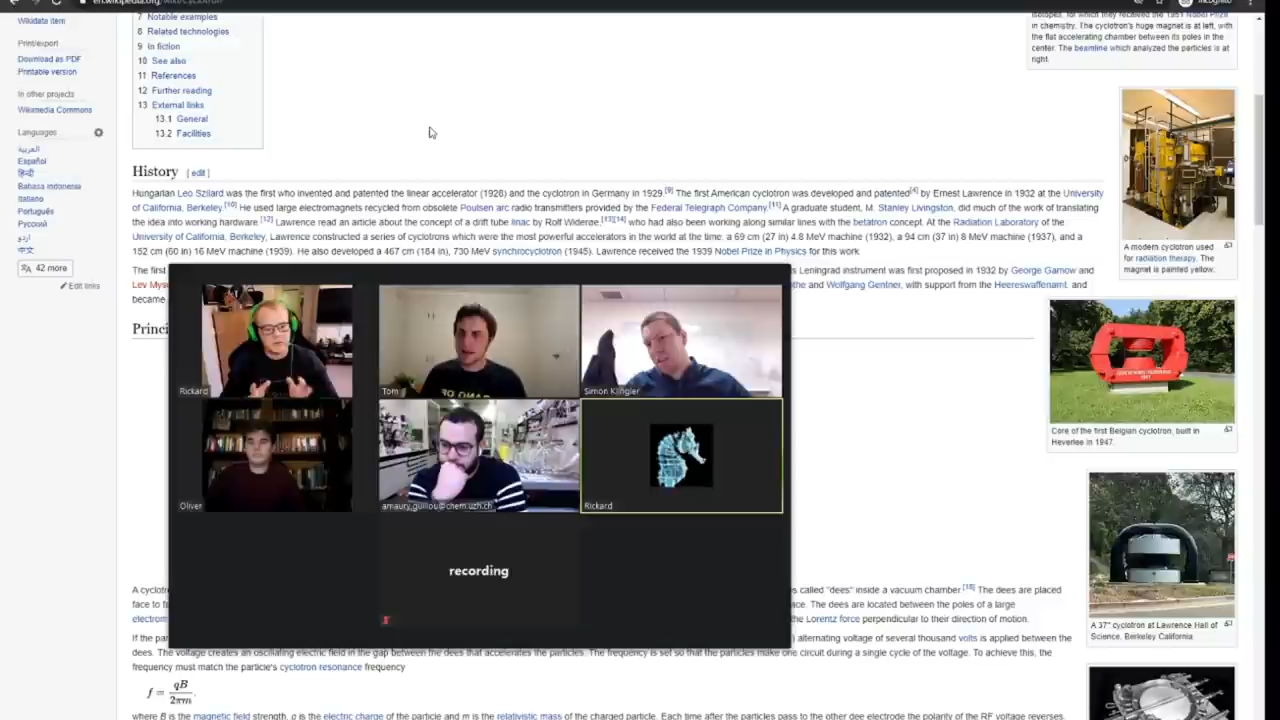 en.wikipedia.org/
Incognito
Wikidata item
Print/export
Download as PDF
Printable version
In other projects
Wikimedia Commons
Languages
العربية
Español
हिन्दी
Bahasa Indonesia
Italiano
Português
Русский
اردو
中文
42 more
Edit links
7 Notable examples
8 Related technologies
9 In fiction
10 See also
11 References
12 Further reading
13 External links
13.1 General
13.2 Facilities
History [ edit ]
Hungarian Leo Szilard was the first who invented and patented the linear accelerator (1928) and the cyclotron in Germany in 1929.[9] The first American cyclotron was developed and patented[4] by Ernest Lawrence in 1932 at the University
of California, Berkeley.[10] He used large electromagnets recycled from obsolete Poulsen arc radio transmitters provided by the Federal Telegraph Company.[11] A graduate student, M. Stanley Livingston, did much of the work of translating
the idea into working hardware.[12] Lawrence read an article about the concept of a drift tube linac by Rolf Widerøe,[13][14] who had also been working along similar lines with the betatron concept. At the Radiation Laboratory of the
University of California, Berkeley, Lawrence constructed a series of cyclotrons which were the most powerful accelerators in the world at the time; a 69 cm (27 in) 4.8 MeV machine (1932), a 94 cm (37 in) 8 MeV machine (1937), and a
152 cm (60 in) 16 MeV machine (1939). He also developed a 467 cm (184 in), 730 MeV synchrocyclotron (1945). Lawrence received the 1939 Nobel Prize in Physics for this work.
The first
s Leningrad instrument was first proposed in 1932 by George Gamow and
Lev Mys
the and Wolfgang Gentner, with support from the Heereswaffenamt, and
became
Princi
Rickard
Tom
Simon Klingler
Oliver
amaury.guillou@chem.uzh.ch
Rickard
recording
A cyclotr
s called "dees" inside a vacuum chamber.[15] The dees are placed
face to f
ce. The dees are located between the poles of a large
electrom
the Lorentz force perpendicular to their direction of motion.
If the par
) alternating voltage of several thousand volts is applied between the
dees. The voltage creates an oscillating electric field in the gap between the dees that accelerates the particles. The frequency is set so that the particles make one circuit during a single cycle of the voltage. To achieve this, the
frequency must match the particle's cyclotron resonance frequency
f = qB / 2πm,
where B is the magnetic field strength, q is the electric charge of the particle and m is the relativistic mass of the charged particle. Each time after the particles pass to the other dee electrode the polarity of the RF voltage reverses.
isotopes, for which they received the 1951 Nobel Prize
in chemistry. The cyclotron's huge magnet is at left, with
the flat accelerating chamber between its poles in the
center. The beamline which analyzed the particles is at
right.
A modern cyclotron used
for radiation therapy. The
magnet is painted yellow.
Core of the first Belgian cyclotron, built in
Heverlee in 1947.
A 37" cyclotron at Lawrence Hall of
Science, Berkeley California